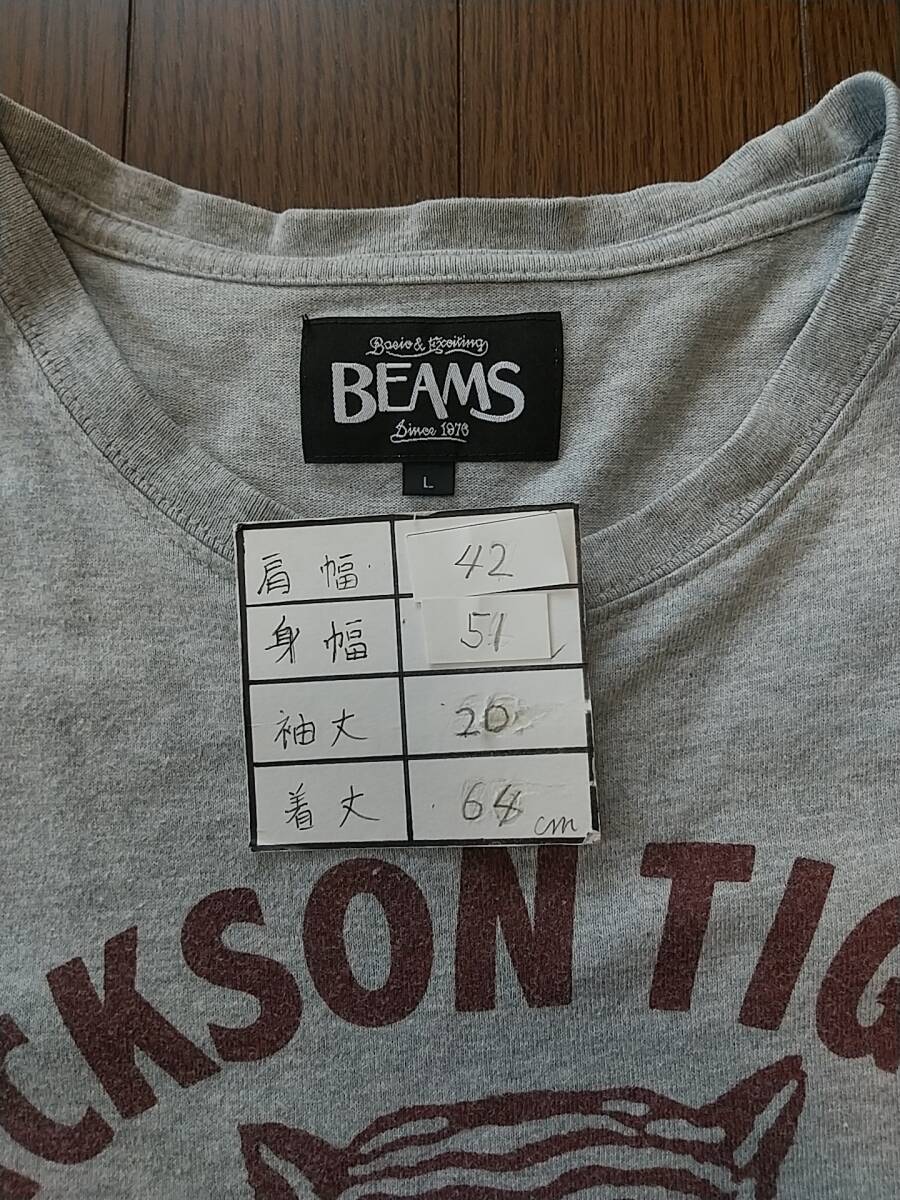 Basic & Exciting
BEAMS
Since 1976
L
肩幅 42
身幅 51
袖丈 20
着丈 64
cm
CKSON TIG